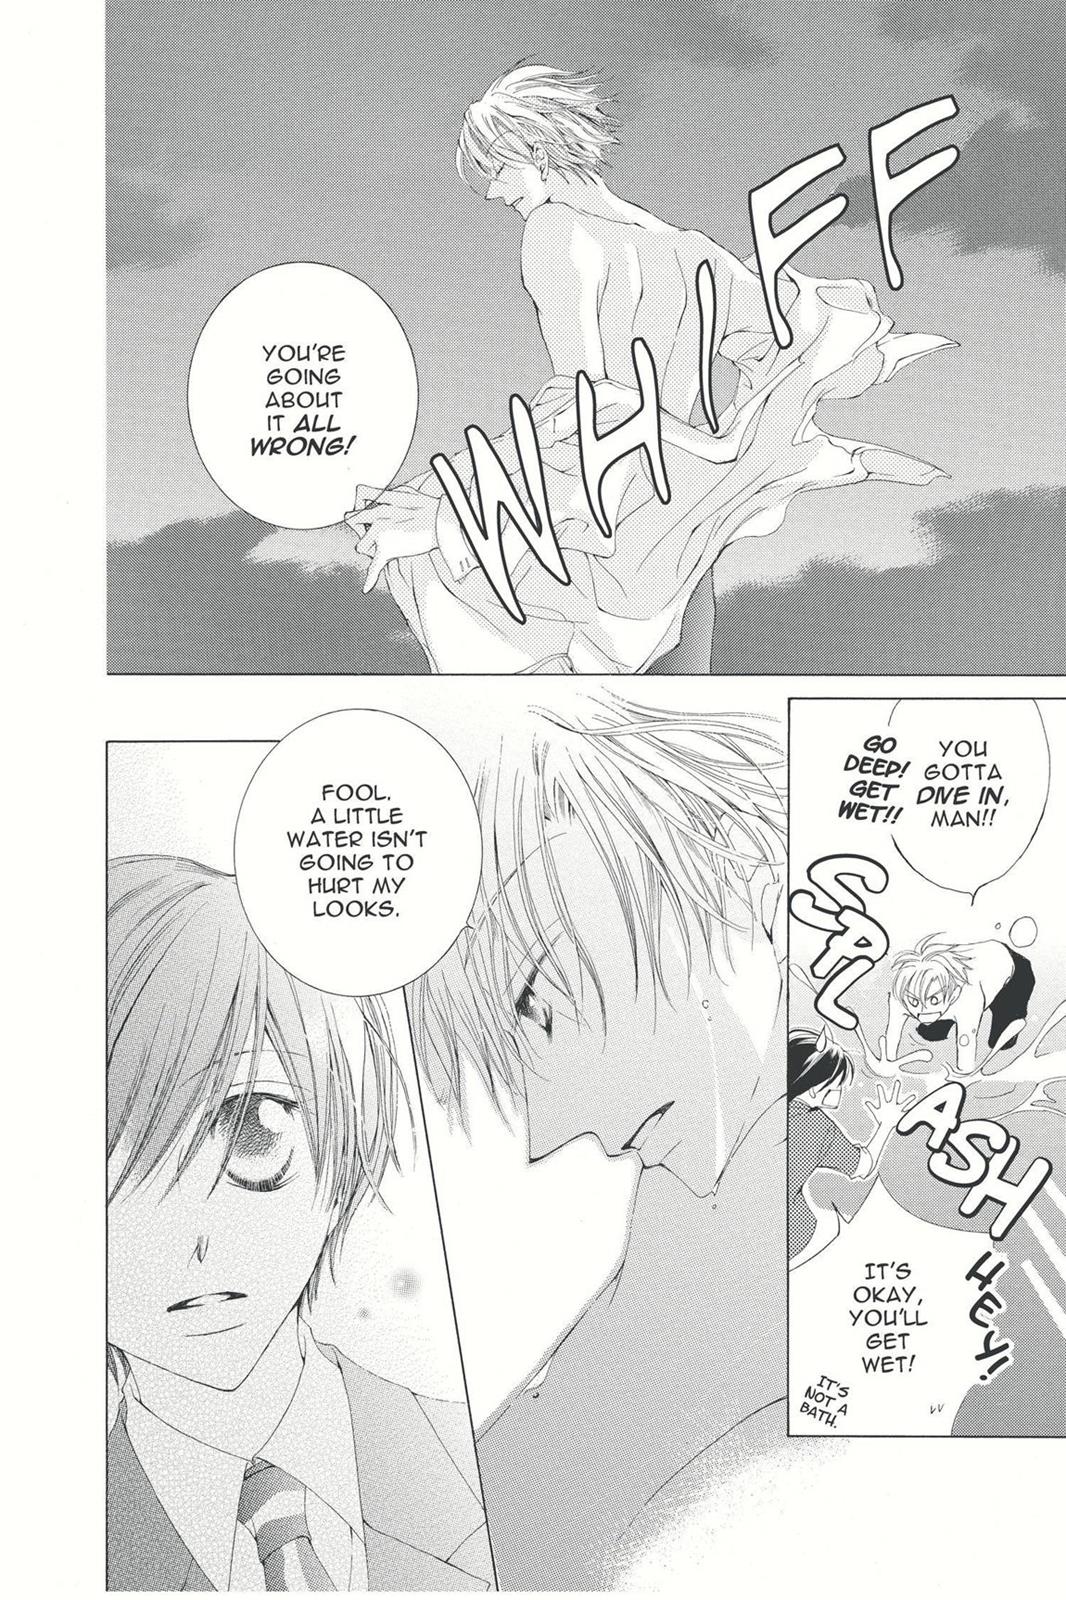 YOU'RE
GOING
ABOUT
IT ALL
WRONG!
WHIFF
YOU
GOTTA
DIVE IN,
MAN!!
GO
DEEP!
GET
WET!!
SPLASH
HEY!
IT'S
OKAY,
YOU'LL
GET
WET!
IT'S
NOT A
BATH.
FOOL.
A LITTLE
WATER ISN'T
GOING TO
HURT MY
LOOKS.